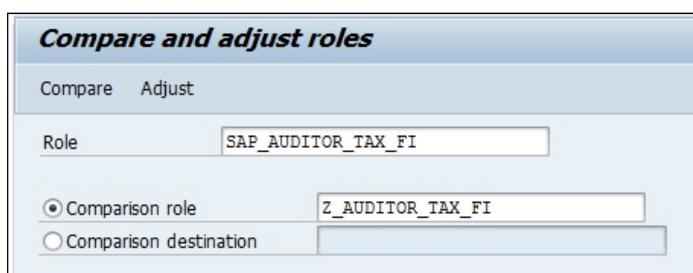 Compare and adjust roles
Compare Adjust
Role SAP_AUDITOR_TAX_FI
Comparison role Z_AUDITOR_TAX_FI
Comparison destination